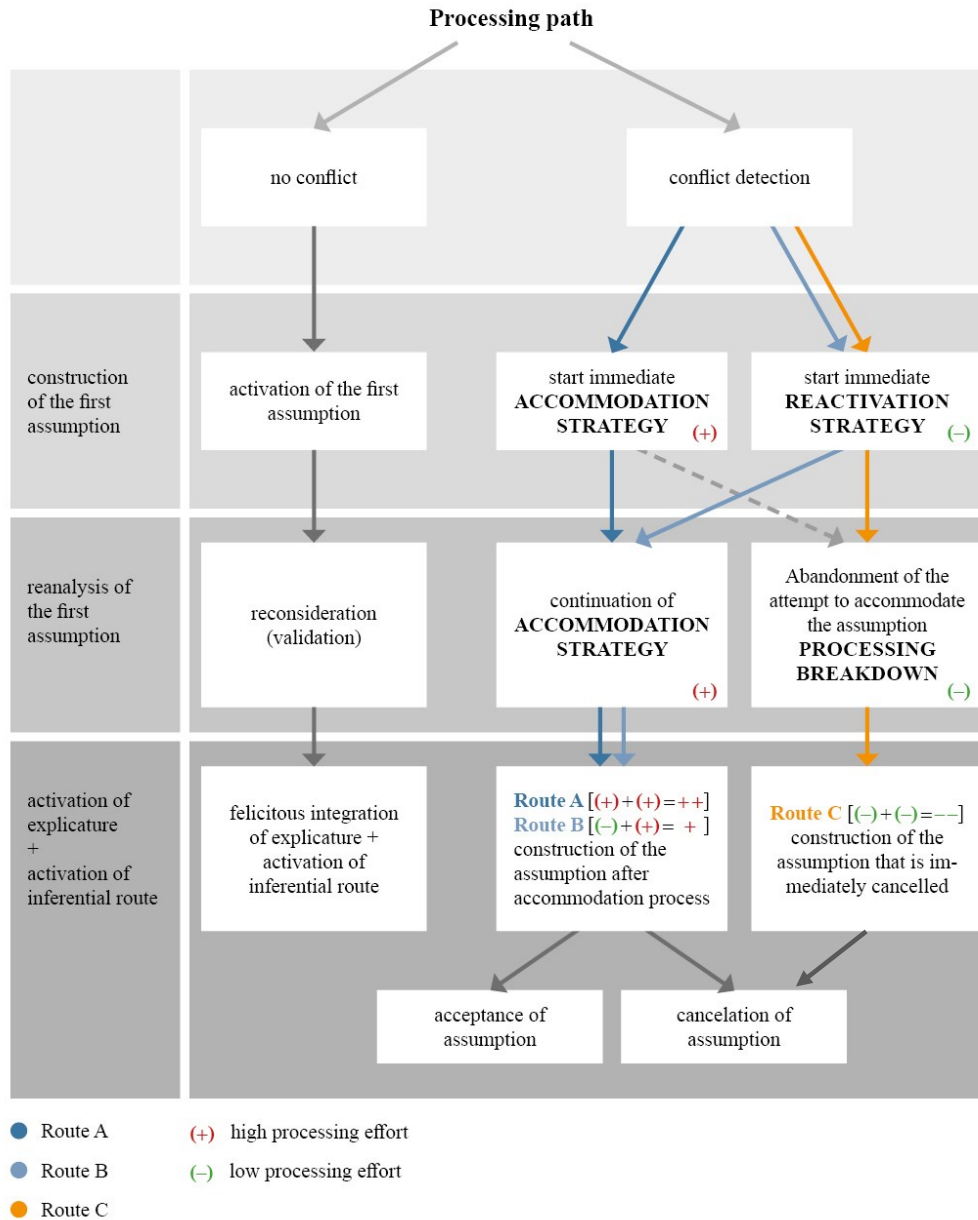 Processing path
no conflict
conflict detection
construction
of the first
assumption
activation of the first
assumption
start immediate
ACCOMMODATION
STRATEGY
(+)
start immediate
REACTIVATION
STRATEGY
(–)
reanalysis of
the first
assumption
reconsideration
(validation)
continuation of
ACCOMMODATION
STRATEGY
(+)
Abandonment of the
attempt to accommodate
the assumption
PROCESSING
BREAKDOWN
(–)
activation of
explicature
+
activation of
inferential route
felicitous integration
of explicature +
activation of
inferential route
Route A [(+)+(+)=++]
Route B [(–)+(+)= + ]
construction of the
assumption after
accommodation process
Route C [(–)+(–)=––]
construction of the
assumption that is im-
mediately cancelled
acceptance of
assumption
cancelation of
assumption
Route A
(+) high processing effort
Route B
(–) low processing effort
Route C